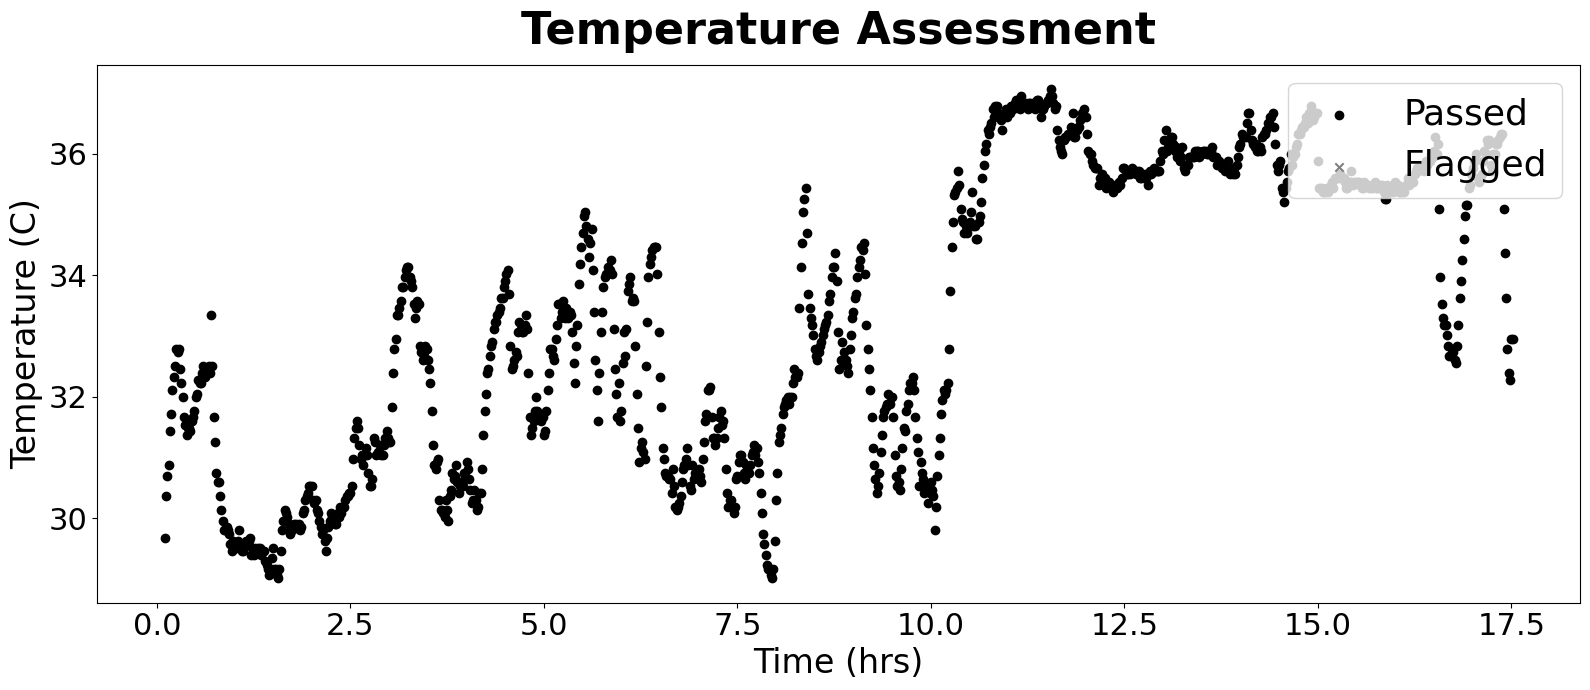 Temperature Assessment
Temperature (C)
36
34
32
30
Passed
Flagged
0.0 2.5 5.0 7.5 10.0 12.5 15.0 17.5
Time (hrs)